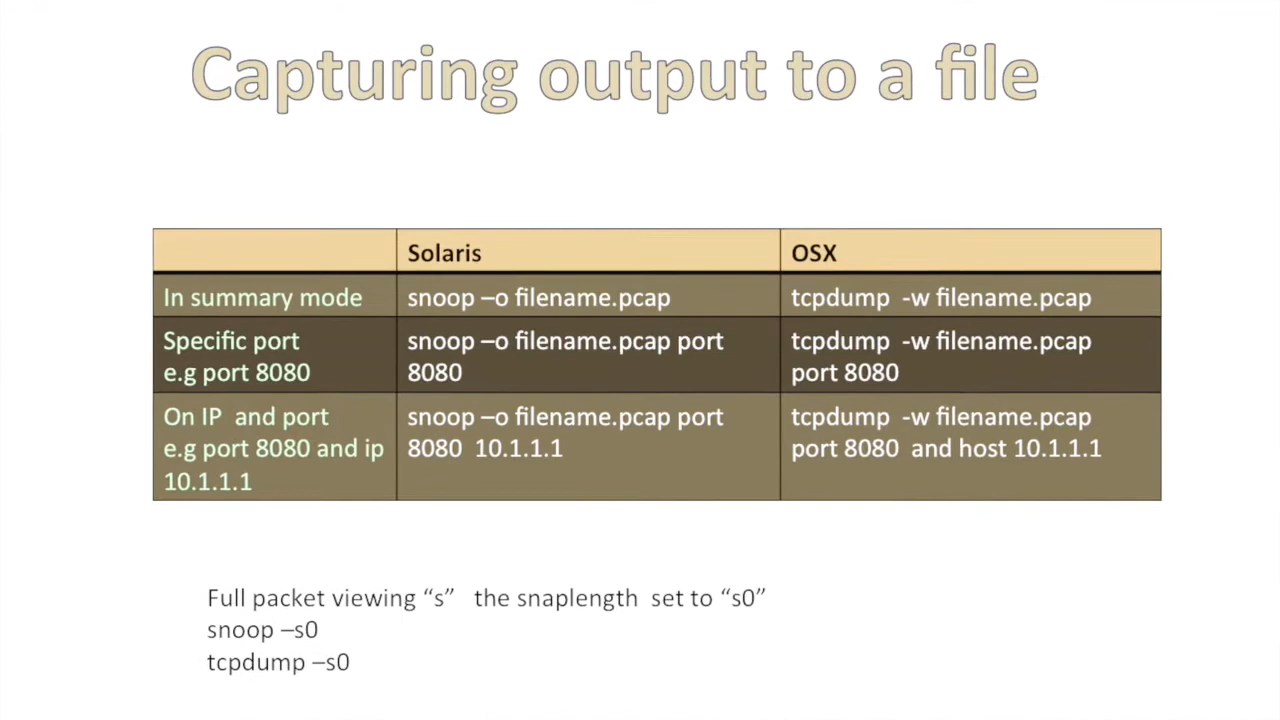 Capturing output to a file
Solaris
OSX
In summary mode
snoop –o filename.pcap
tcpdump  -w filename.pcap
Specific port
e.g port 8080
snoop –o filename.pcap port
8080
tcpdump  -w filename.pcap
port 8080
On IP  and port
e.g port 8080 and ip
10.1.1.1
snoop –o filename.pcap port
8080  10.1.1.1
tcpdump  -w filename.pcap
port 8080  and host 10.1.1.1
Full packet viewing “s”   the snaplength  set to “s0”
snoop –s0
tcpdump –s0